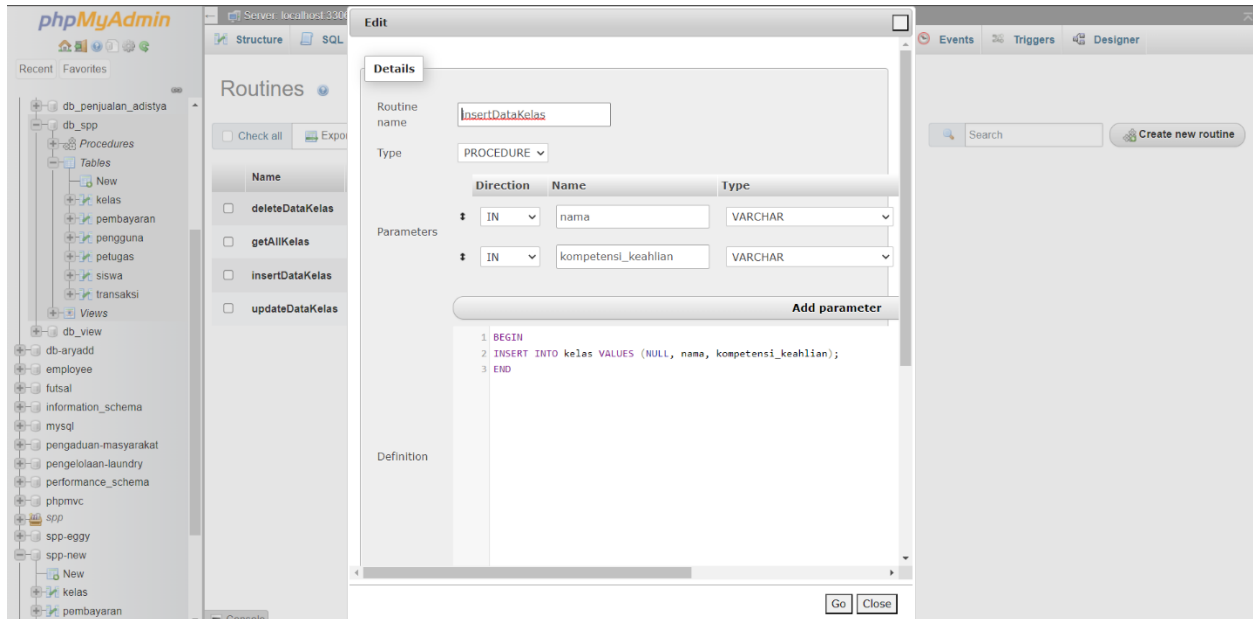 phpMyAdmin
Recent Favorites
db_penjualan_adistya
db_spp
Procedures
Tables
New
kelas
pembayaran
pengguna
petugas
siswa
transaksi
Views
db_view
db-aryadd
employee
futsal
information_schema
mysql
pengaduan-masyarakat
pengelolaan-laundry
performance_schema
phpmvc
spp
spp-eggy
spp-new
New
kelas
pembayaran
Server: localhost:330
Structure SQL
Events Triggers Designer
Routines
Check all Expo
Search Create new routine
Name
deleteDataKelas
getAllKelas
insertDataKelas
updateDataKelas
Console
Edit
Details
Routine name
insertDataKelas
Type PROCEDURE
Parameters
Direction Name Type
IN nama VARCHAR
IN kompetensi_keahlian VARCHAR
Add parameter
Definition
1 BEGIN
2 INSERT INTO kelas VALUES (NULL, nama, kompetensi_keahlian);
3 END
Go Close